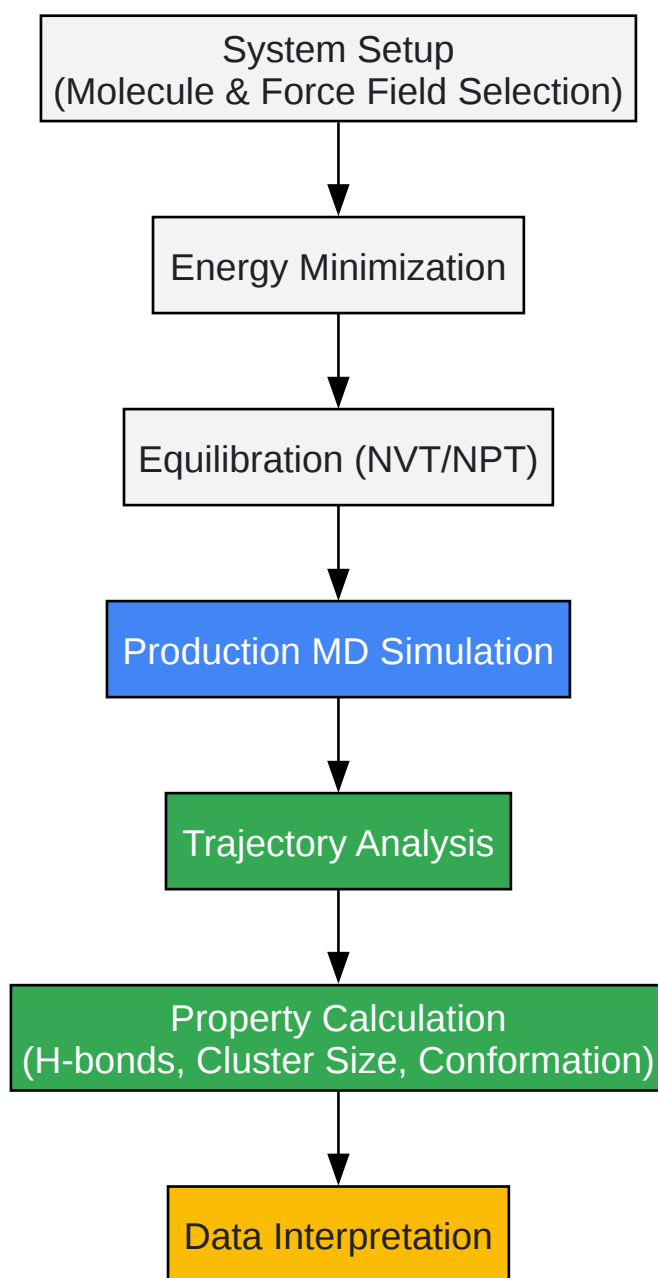 System Setup
(Molecule & Force Field Selection)
Energy Minimization
Equilibration (NVT/NPT)
Production MD Simulation
Trajectory Analysis
Property Calculation
(H-bonds, Cluster Size, Conformation)
Data Interpretation